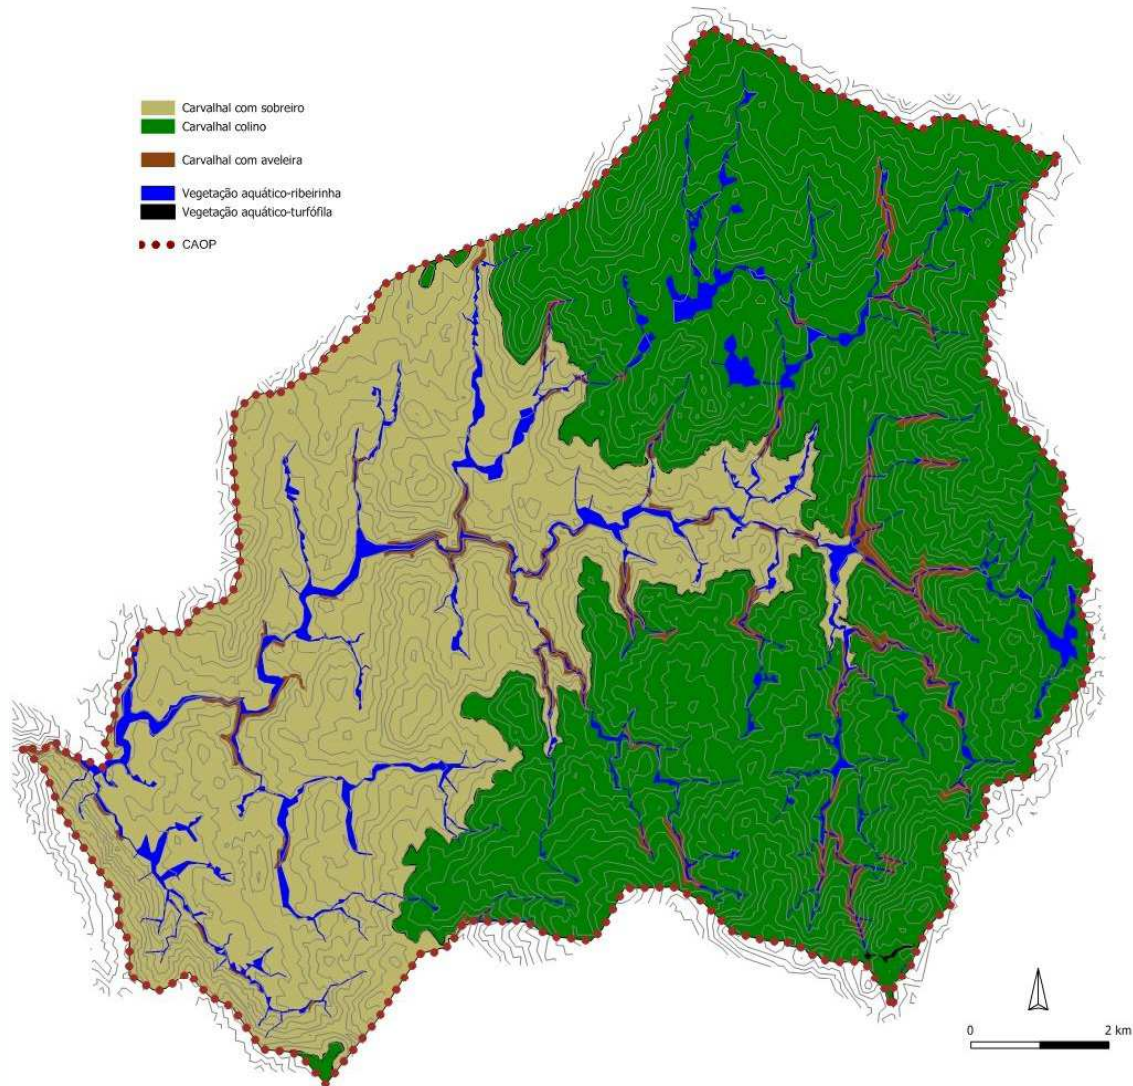 Carvalhal com sobreiro
Carvalhal colino
Carvalhal com aveleira
Vegetação aquático-ribeirinha
Vegetação aquático-turfófila
CAOP
0 2 km